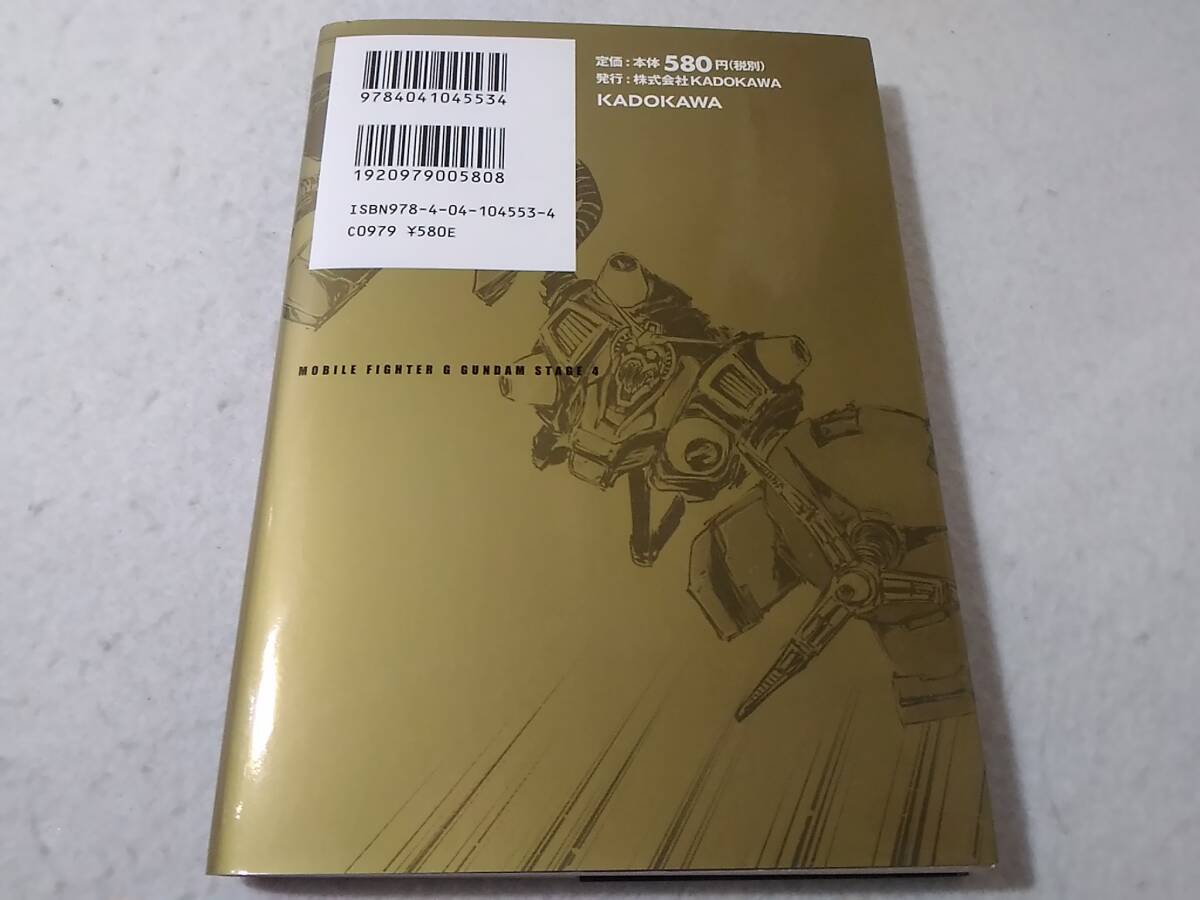 9784041045534
1920979005808
ISBN978-4-04-104553-4
C0979 ¥580E
定価:本体580円(税別)
発行:株式会社KADOKAWA
KADOKAWA
MOBILE FIGHTER G GUNDAM STAGE 4